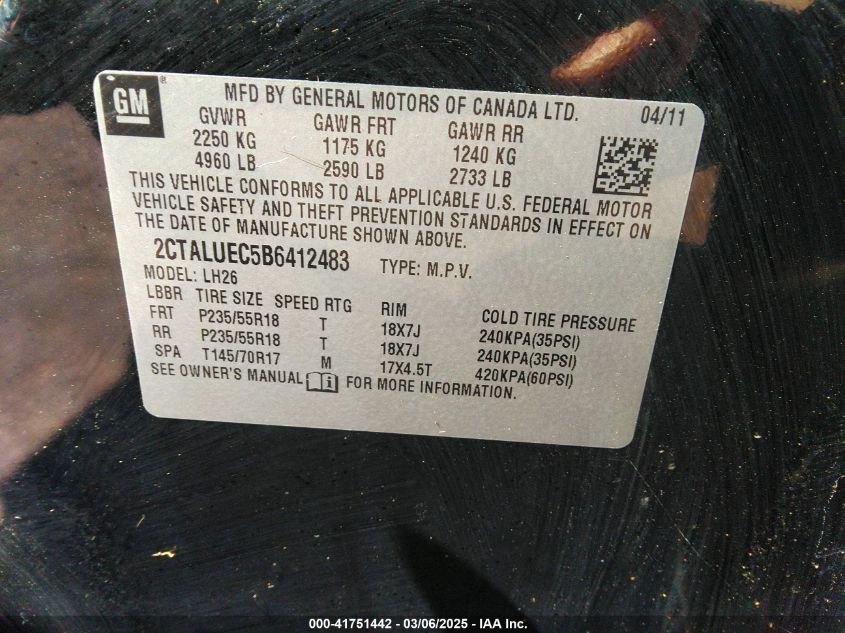 GM
MFD BY GENERAL MOTORS OF CANADA LTD. 04/11
GVWR GAWR FRT GAWR RR
2250 KG 1175 KG 1240 KG
4960 LB 2590 LB 2733 LB
THIS VEHICLE CONFORMS TO ALL APPLICABLE U.S. FEDERAL MOTOR
VEHICLE SAFETY AND THEFT PREVENTION STANDARDS IN EFFECT ON
THE DATE OF MANUFACTURE SHOWN ABOVE.
2CTALUEC5B6412483 TYPE: M.P.V.
MODEL: LH26
LBBR TIRE SIZE SPEED RTG RIM COLD TIRE PRESSURE
FRT P235/55R18 T 18X7J 240KPA(35PSI)
RR P235/55R18 T 18X7J 240KPA(35PSI)
SPA T145/70R17 M 17X4.5T 420KPA(60PSI)
SEE OWNER'S MANUAL FOR MORE INFORMATION.
000-41751442 - 03/06/2025 - IAA Inc.